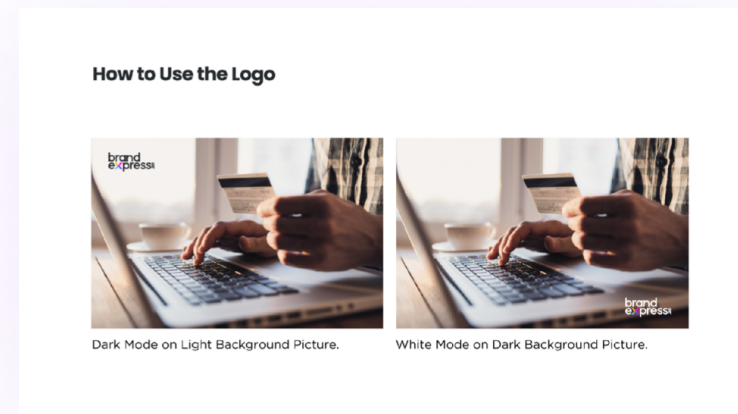 How to Use the Logo
brand
express
Dark Mode on Light Background Picture.
brand
express
White Mode on Dark Background Picture.